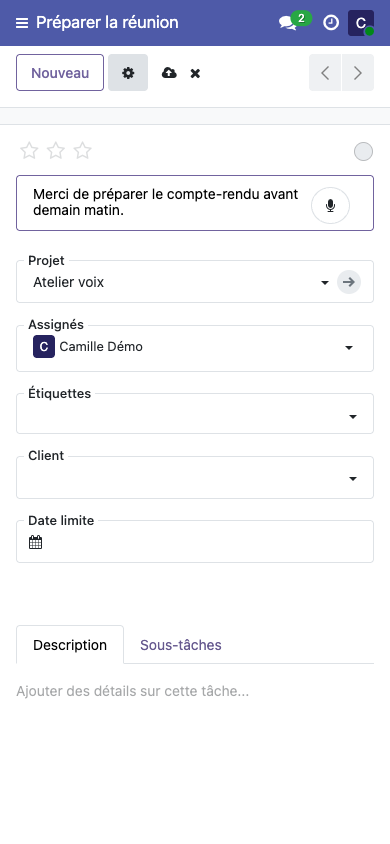 Préparer la réunion
2
C
Nouveau
Merci de préparer le compte-rendu avant
demain matin.
Projet
Atelier voix
Assignés
C Camille Démo
Étiquettes
Client
Date limite
Description
Sous-tâches
Ajouter des détails sur cette tâche...